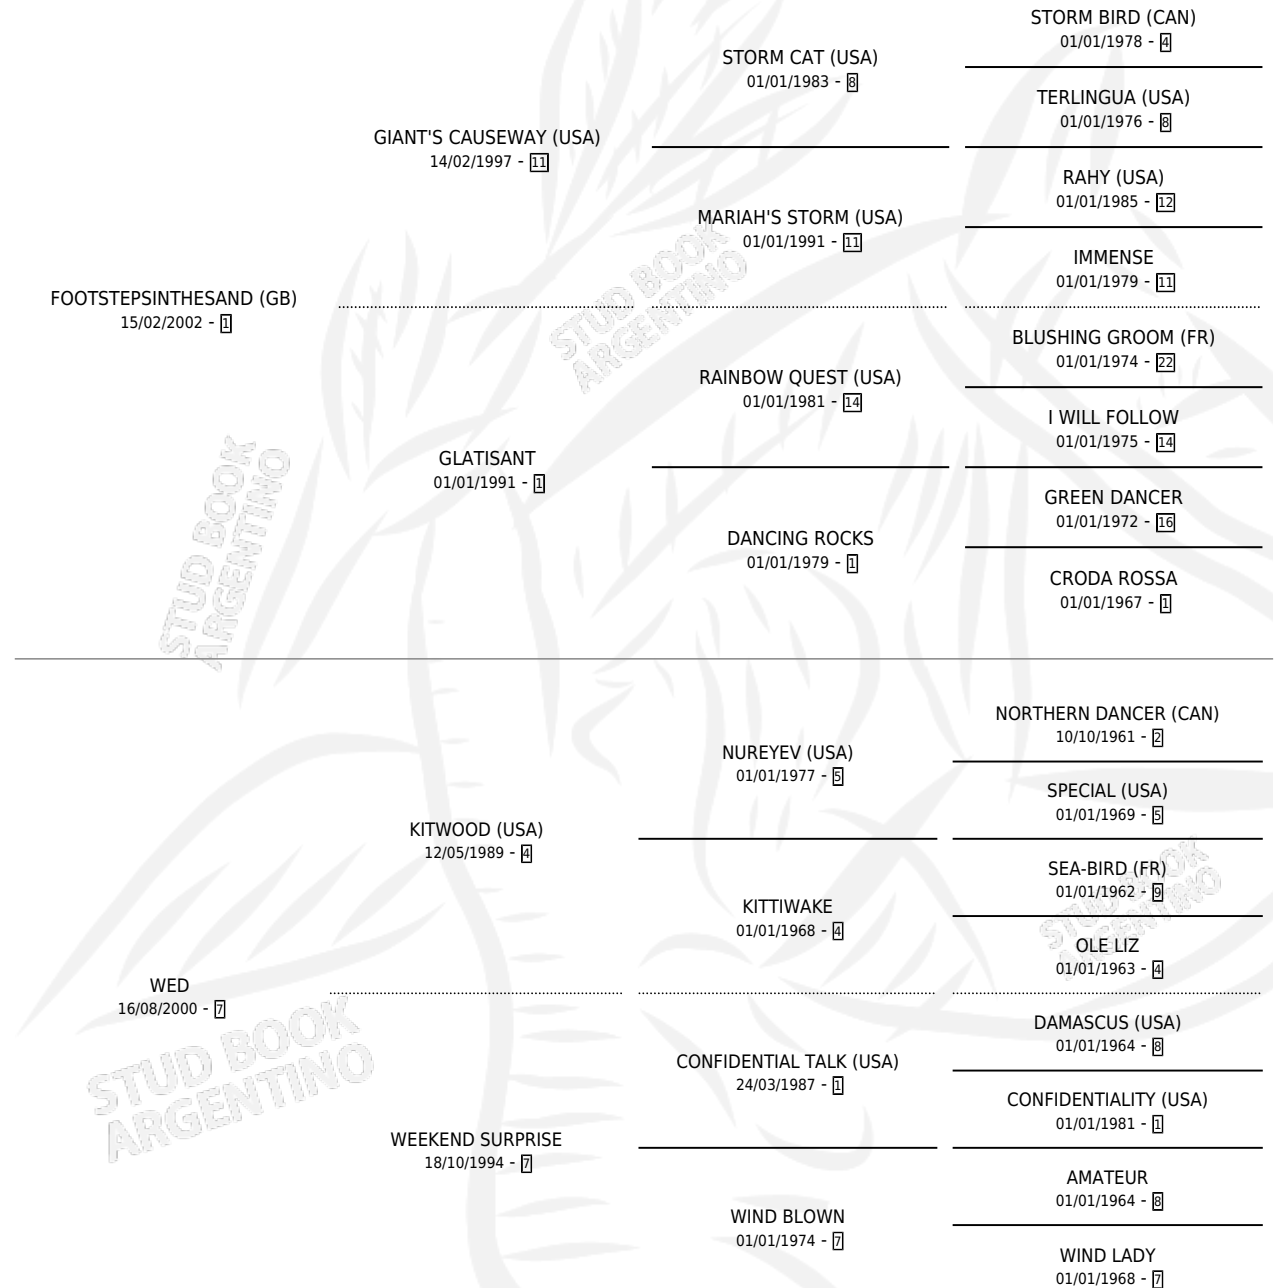 STORM BIRD (CAN)
01/01/1978 - 4
STORM CAT (USA)
01/01/1983 - 8
TERLINGUA (USA)
01/01/1976 - 8
GIANT'S CAUSEWAY (USA)
14/02/1997 - 11
RAHY (USA)
01/01/1985 - 12
MARIAH'S STORM (USA)
01/01/1991 - 11
IMMENSE
01/01/1979 - 11
FOOTSTEPSINTHESAND (GB)
15/02/2002 - 1
STUD BOOK
ARGENTINO
BLUSHING GROOM (FR)
01/01/1974 - 22
RAINBOW QUEST (USA)
01/01/1981 - 14
I WILL FOLLOW
01/01/1975 - 14
GLATISANT
01/01/1991 - 1
GREEN DANCER
01/01/1972 - 16
DANCING ROCKS
01/01/1979 - 1
CRODA ROSSA
01/01/1967 - 1
STUD BOOK
ARGENTINO
NORTHERN DANCER (CAN)
10/10/1961 - 2
NUREYEV (USA)
01/01/1977 - 5
SPECIAL (USA)
01/01/1969 - 5
KITWOOD (USA)
12/05/1989 - 4
SEA-BIRD (FR)
01/01/1962 - 9
KITTIWAKE
01/01/1968 - 4
OLE LIZ
01/01/1963 - 4
STUD BOOK
ARGENTINO
WED
16/08/2000 - 7
DAMASCUS (USA)
01/01/1964 - 8
CONFIDENTIAL TALK (USA)
24/03/1987 - 1
CONFIDENTIALITY (USA)
01/01/1981 - 1
STUD BOOK
ARGENTINO
WEEKEND SURPRISE
18/10/1994 - 7
AMATEUR
01/01/1964 - 8
WIND BLOWN
01/01/1974 - 7
WIND LADY
01/01/1968 - 7